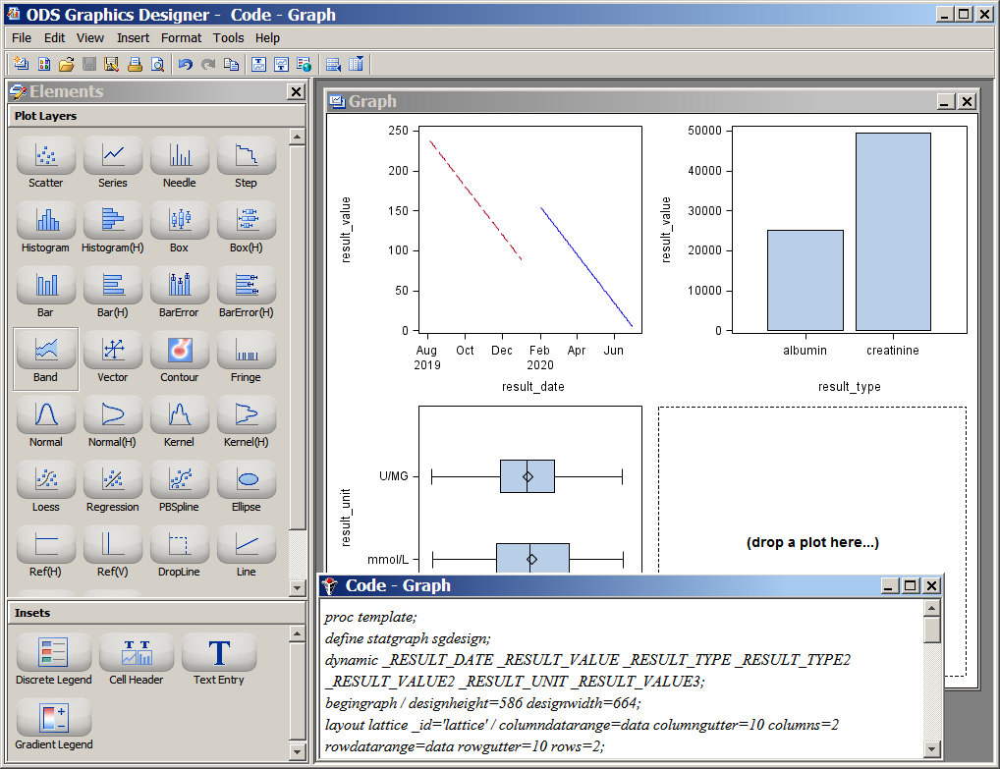 ODS Graphics Designer - Code - Graph
File Edit View Insert Format Tools Help
Elements
Plot Layers
Scatter Series Needle Step
Histogram Histogram(H) Box Box(H)
Bar Bar(H) BarError BarError(H)
Band Vector Contour Fringe
Normal Normal(H) Kernel Kernel(H)
Loess Regression PBSpline Ellipse
Ref(H) Ref(V) DropLine Line
Insets
Discrete Legend Cell Header Text Entry
Gradient Legend
Graph
result_value
250
200
150
100
50
0
Aug Oct Dec Feb Apr Jun
2019 2020
result_date
result_value
50000
40000
30000
20000
10000
0
albumin creatinine
result_type
result_unit
U/MG
mmol/L
(drop a plot here...)
Code - Graph
proc template;
define statgraph sgdesign;
dynamic _RESULT_DATE _RESULT_VALUE _RESULT_TYPE _RESULT_TYPE2
_RESULT_VALUE2 _RESULT_UNIT _RESULT_VALUE3;
begingraph / designheight=586 designwidth=664;
layout lattice _id='lattice' / columndatarange=data columngutter=10 columns=2
rowdatarange=data rowgutter=10 rows=2;